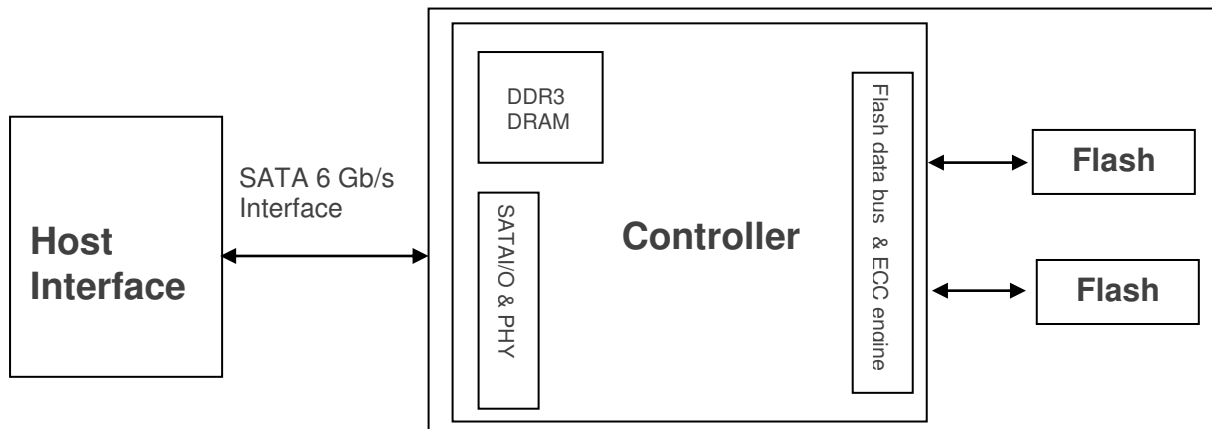 Host
Interface
SATA 6 Gb/s
Interface
DDR3
DRAM
SATAI/O & PHY
Controller
Flash data bus & ECC engine
Flash
Flash